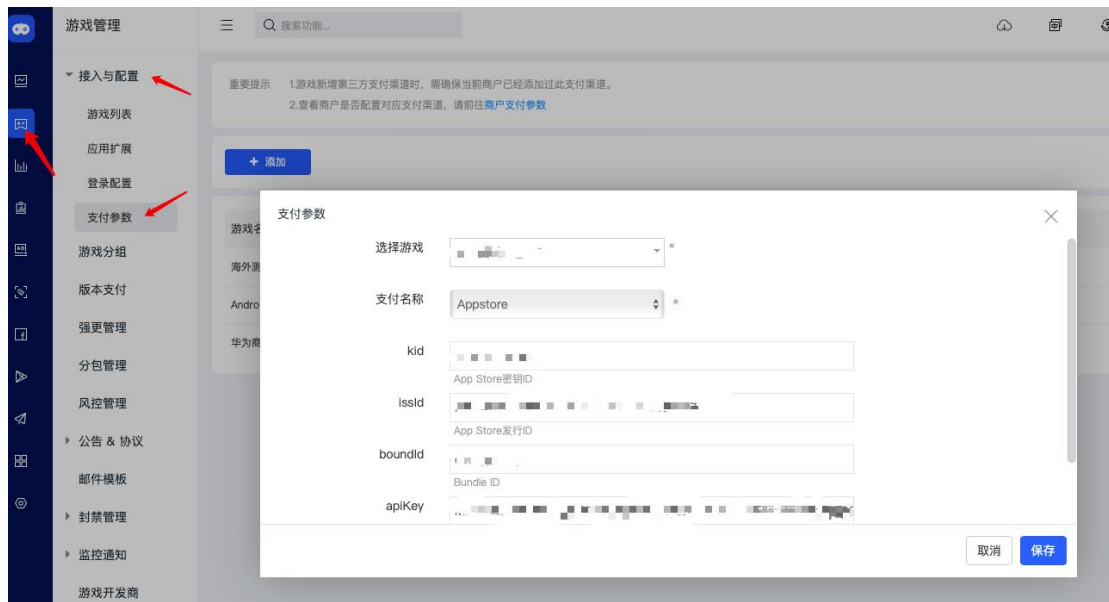 游戏管理
搜索功能...
接入与配置
游戏列表
应用扩展
登录配置
支付参数
游戏分组
版本支付
强更管理
分包管理
风控管理
公告 & 协议
邮件模板
封禁管理
监控通知
游戏开发商
重要提示 1.游戏新增第三方支付渠道时，需确保当前商户已经添加过此支付渠道。
2.查看商户是否配置对应支付渠道，请前往商户支付参数
+ 添加
游戏名
海外测
Andro
华为商
支付参数
选择游戏 *
支付名称 Appstore *
kid
App Store密钥ID
issId
App Store发行ID
boundId
Bundle ID
apiKey
取消 保存